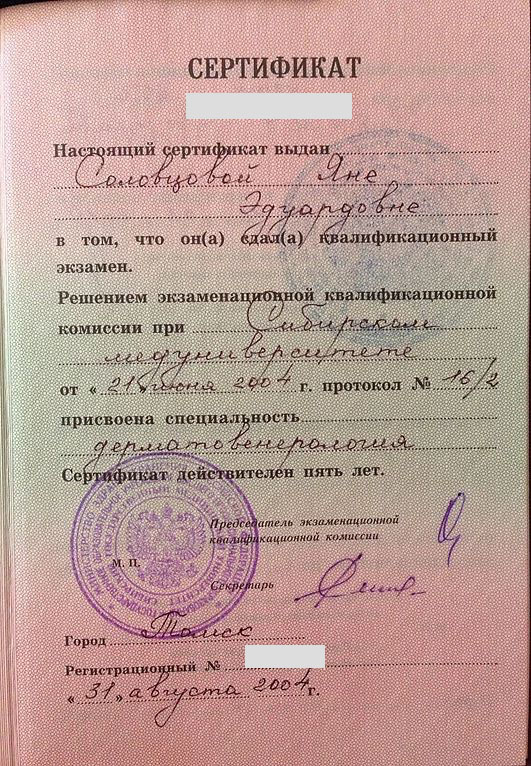 СЕРТИФИКАТ
Настоящий сертификат выдан
Соловцовой Яне
Эдуардовне
в том, что он(а) сдал(а) квалификационный
экзамен.
Решением экзаменационной квалификационной
комиссии при Сибирском
медуниверситете
от « 21 » июня 2004 г. протокол № 16/2
присвоена специальность
дерматовенерология
Сертификат действителен пять лет.
Председатель экзаменационной
квалификационной комиссии
М. П.
Секретарь
Город Томск
Регистрационный №
« 31 » августа 2004 г.